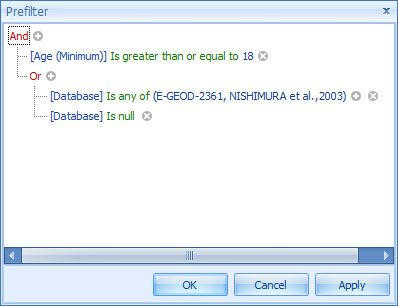 Prefilter
And
[Age (Minimum)] Is greater than or equal to 18
Or
[Database] Is any of (E-GEOD-2361, NISHIMURA et al.,2003)
[Database] Is null
OK Cancel Apply